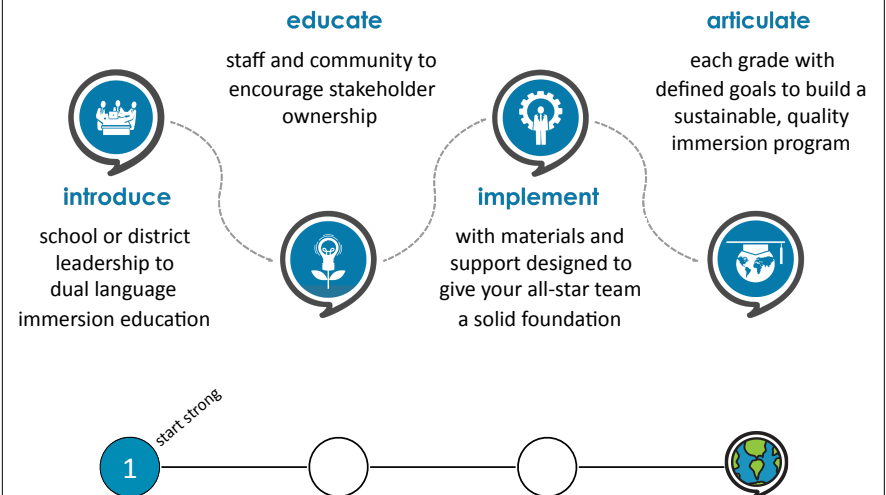 introduce
school or district
leadership to
dual language
immersion education
educate
staff and community to
encourage stakeholder
ownership
implement
with materials and
support designed to
give your all-star team
a solid foundation
articulate
each grade with
defined goals to build a
sustainable, quality
immersion program
start strong
1